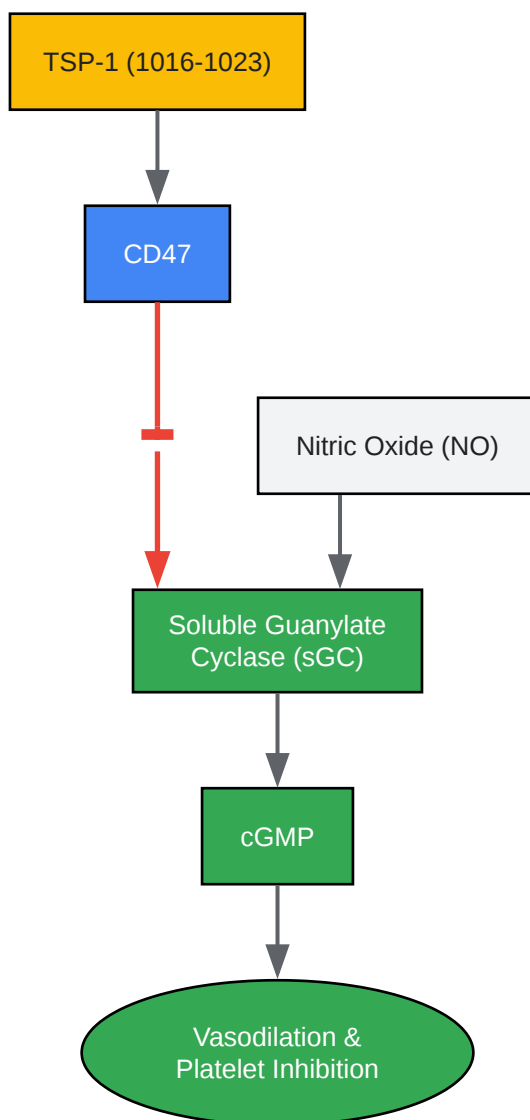 TSP-1 (1016-1023)
CD47
Nitric Oxide (NO)
Soluble Guanylate
Cyclase (sGC)
cGMP
Vasodilation &
Platelet Inhibition